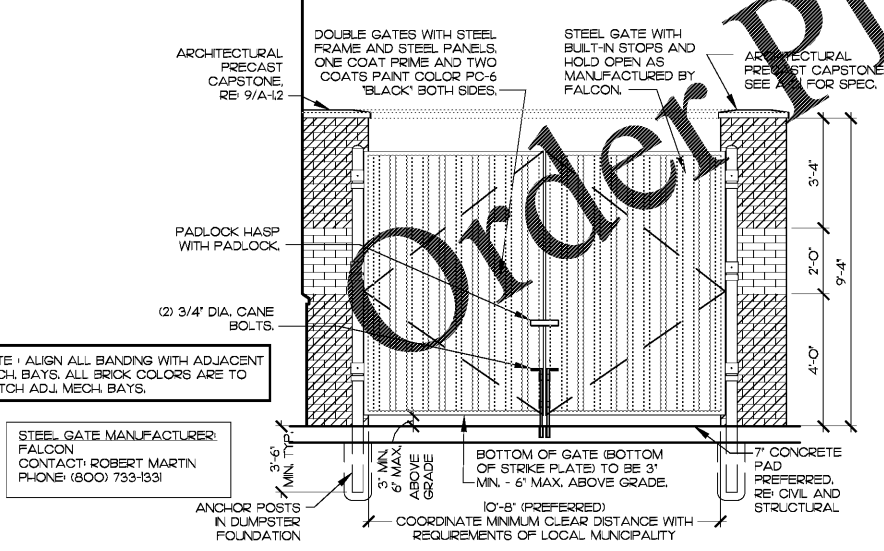 DOUBLE GATES WITH STEEL
FRAME AND STEEL PANELS.
ONE COAT PRIME AND TWO
COATS PAINT COLOR PC-6
"BLACK" BOTH SIDES.
STEEL GATE WITH
BUILT-IN STOPS AND
HOLD OPEN AS
MANUFACTURED BY
FALCON.
ARCHITECTURAL
PRECAST
CAPSTONE,
RE: 9/A-1.2
ARCHITECTURAL
PRECAST CAPSTONE
SEE FOR SPEC.
Order
3'-4"
2'-0"
4'-0"
9'-4"
PADLOCK HASP
WITH PADLOCK.
(2) 3/4" DIA. CANE
BOLTS.
TE : ALIGN ALL BANDING WITH ADJACENT
CH. BAYS. ALL BRICK COLORS ARE TO
TCH ADJ. MECH. BAYS.
STEEL GATE MANUFACTURER:
FALCON
CONTACT: ROBERT MARTIN
PHONE: (800) 733-1331
3'-6"
MIN. TYP.
3" MIN.
6" MAX.
ABOVE
GRADE
BOTTOM OF GATE (BOTTOM
OF STRIKE PLATE) TO BE 3"
MIN. - 6" MAX. ABOVE GRADE.
7" CONCRETE
PAD
PREFERRED.
RE: CIVIL AND
STRUCTURAL
ANCHOR POSTS
IN DUMPSTER
FOUNDATION
10'-8" (PREFERRED)
COORDINATE MINIMUM CLEAR DISTANCE WITH
REQUIREMENTS OF LOCAL MUNICIPALITY